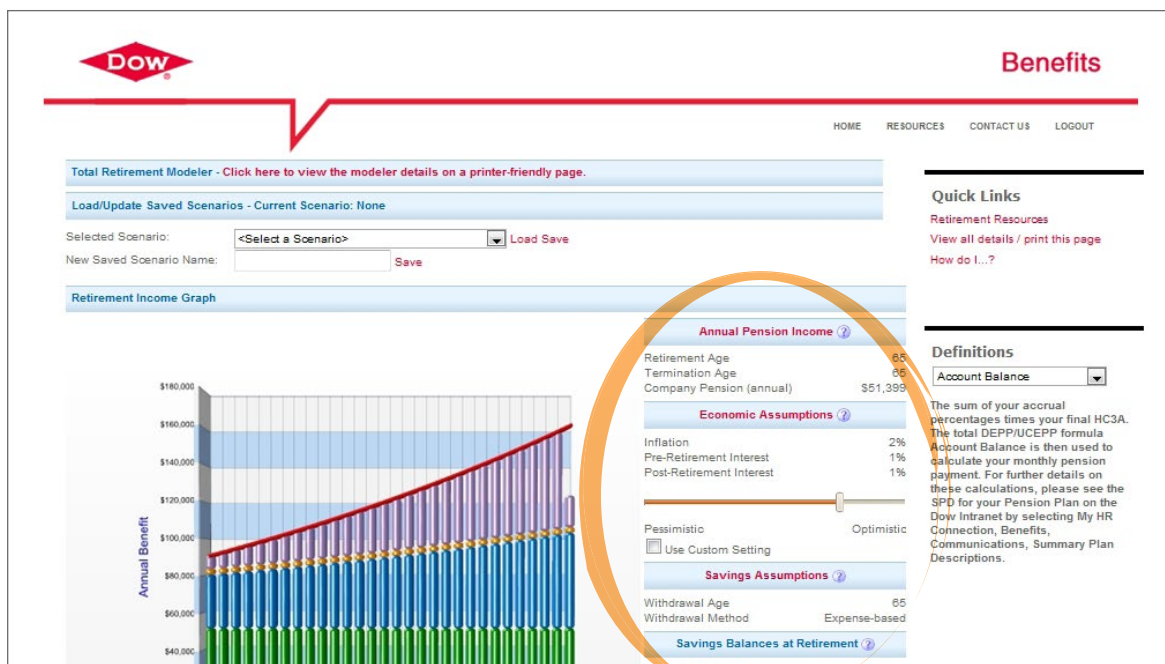 Dow
Benefits
HOME RESOURCES CONTACT US LOGOUT
Total Retirement Modeler - Click here to view the modeler details on a printer-friendly page.
Load/Update Saved Scenarios - Current Scenario: None
Selected Scenario: <Select a Scenario> Load Save
New Saved Scenario Name: Save
Retirement Income Graph
$180,000
$160,000
$140,000
$120,000
$100,000
$80,000
$60,000
$40,000
Annual Benefit
Annual Pension Income ?
Retirement Age 65
Termination Age 65
Company Pension (annual) $51,399
Economic Assumptions ?
Inflation 2%
Pre-Retirement Interest 1%
Post-Retirement Interest 1%
Pessimistic Optimistic
Use Custom Setting
Savings Assumptions ?
Withdrawal Age 65
Withdrawal Method Expense-based
Savings Balances at Retirement ?
Quick Links
Retirement Resources
View all details / print this page
How do I...?
Definitions
Account Balance
The sum of your accrual
percentages times your final HC3A.
The total DEPP/UCEPP formula
Account Balance is then used to
calculate your monthly pension
payment. For further details on
these calculations, please see the
SPD for your Pension Plan on the
Dow Intranet by selecting My HR
Connection, Benefits,
Communications, Summary Plan
Descriptions.